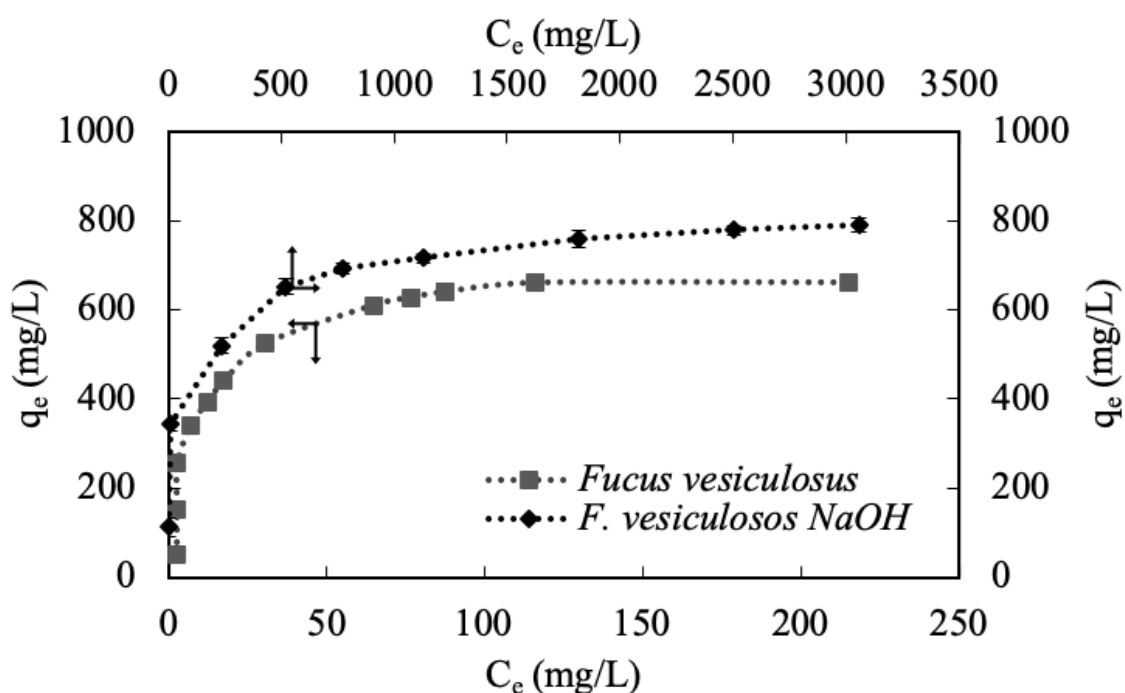 Ce (mg/L)
0 500 1000 1500 2000 2500 3000 3500
1000 1000
800 800
600 600
400 400
200 200
0 0
qe (mg/L)
qe (mg/L)
Fucus vesiculosus
F. vesiculosos NaOH
0 50 100 150 200 250
Ce (mg/L)